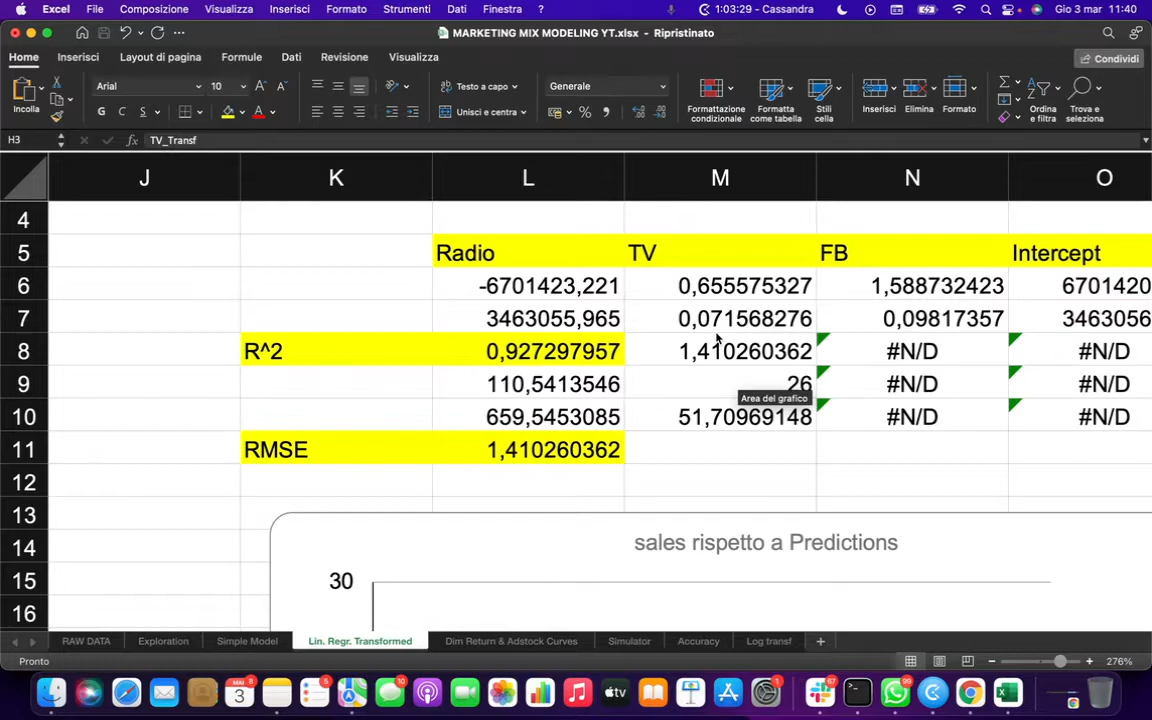 Excel File Composizione Visualizza Inserisci Formato Strumenti Dati Finestra ? 1:03:29 - Cassandra Gio 3 mar 11:40
MARKETING MIX MODELING YT.xlsx - Ripristinato
Home Inserisci Layout di pagina Formule Dati Revisione Visualizza Condividi
Incolla Arial 10 Testo a capo Generale
G C S Unisci e centra
Formattazione condizionale Formatta come tabella Stili cella Inserisci Elimina Formato Ordina e filtra Trova e seleziona
H3 fx TV_Transf
J K L M N O
4
5 Radio TV FB Intercept
6 -6701423,221 0,655575327 1,588732423 6701420
7 3463055,965 0,071568276 0,09817357 3463056
8 R^2 0,927297957 1,410260362 #N/D #N/D
9 110,5413546 26 #N/D #N/D
Area del grafico
10 659,5453085 51,70969148 #N/D #N/D
11 RMSE 1,410260362
12
13
14 sales rispetto a Predictions
15 30
16
RAW DATA Exploration Simple Model Lin. Regr. Transformed Dim Return & Adstock Curves Simulator Accuracy Log transf
Pronto 276%